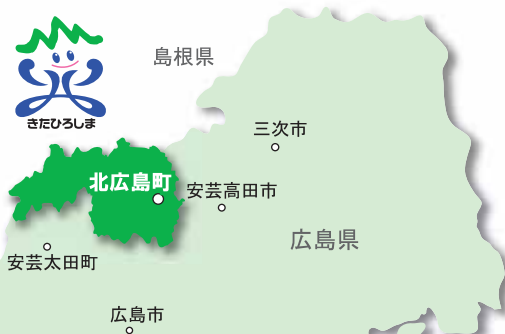 島根県
きたひろしま
三次市
北広島町
安芸高田市
広島県
安芸太田町
広島市